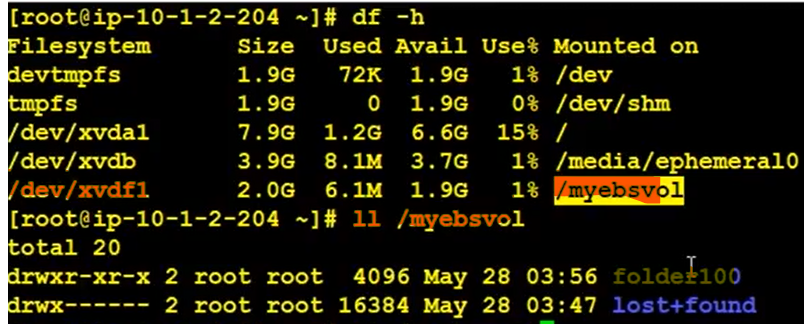 [root@ip-10-1-2-204 ~]# df -h
Filesystem Size Used Avail Use% Mounted on
devtmpfs 1.9G 72K 1.9G 1% /dev
tmpfs 1.9G 0 1.9G 0% /dev/shm
/dev/xvda1 7.9G 1.2G 6.6G 15% /
/dev/xvdb 3.9G 8.1M 3.7G 1% /media/ephemeral0
/dev/xvdf1 2.0G 6.1M 1.9G 1% /myebsvol
[root@ip-10-1-2-204 ~]# ll /myebsvol
total 20
drwxr-xr-x 2 root root 4096 May 28 03:56 folder100
drwx------ 2 root root 16384 May 28 03:47 lost+found